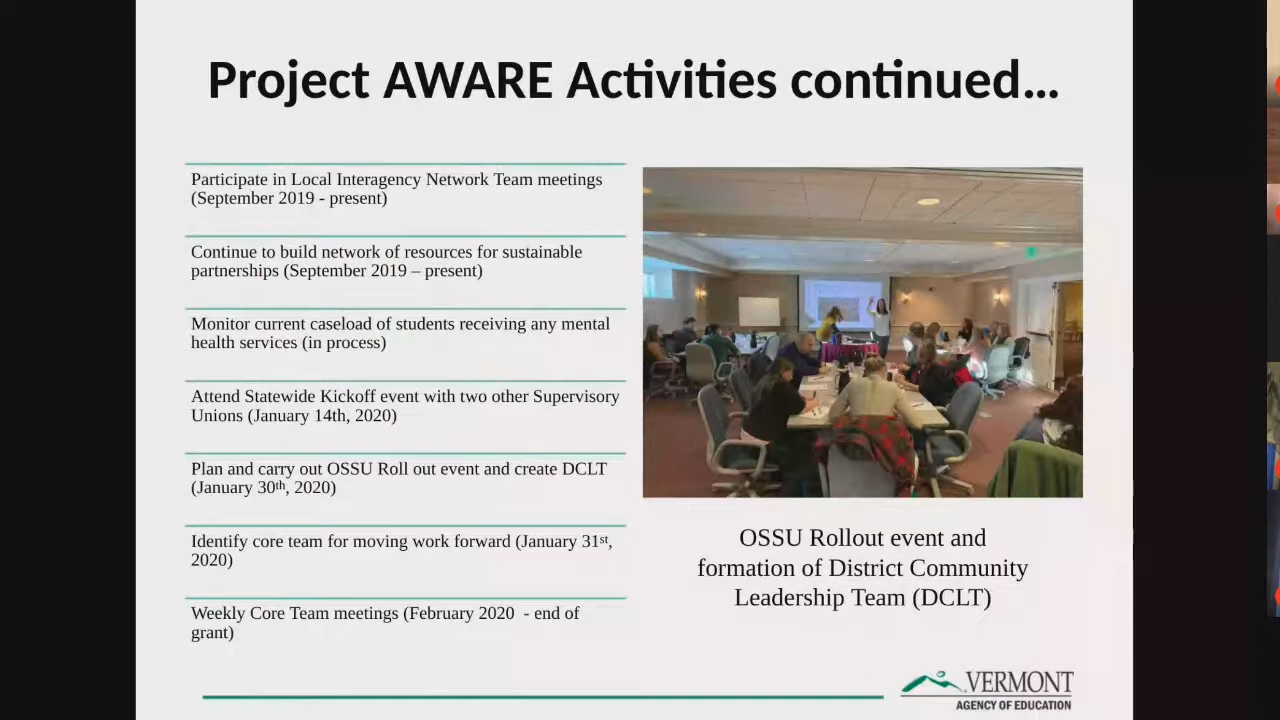 Project AWARE Activities continued...
Participate in Local Interagency Network Team meetings
(September 2019 - present)
Continue to build network of resources for sustainable
partnerships (September 2019 – present)
Monitor current caseload of students receiving any mental
health services (in process)
Attend Statewide Kickoff event with two other Supervisory
Unions (January 14th, 2020)
Plan and carry out OSSU Roll out event and create DCLT
(January 30th, 2020)
Identify core team for moving work forward (January 31st,
2020)
Weekly Core Team meetings (February 2020 - end of
grant)
OSSU Rollout event and
formation of District Community
Leadership Team (DCLT)
VERMONT
AGENCY OF EDUCATION